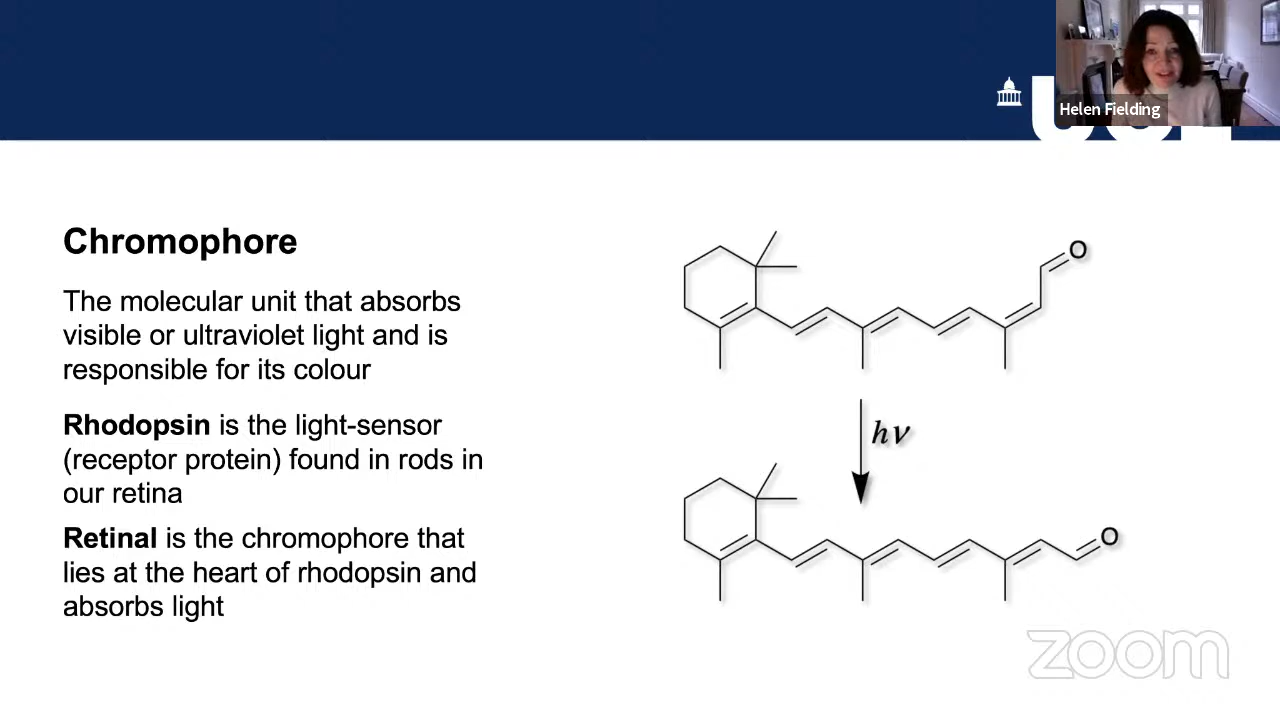 UCL
Helen Fielding
Chromophore
The molecular unit that absorbs
visible or ultraviolet light and is
responsible for its colour
Rhodopsin is the light-sensor
(receptor protein) found in rods in
our retina
Retinal is the chromophore that
lies at the heart of rhodopsin and
absorbs light
O
hν
O
zoom